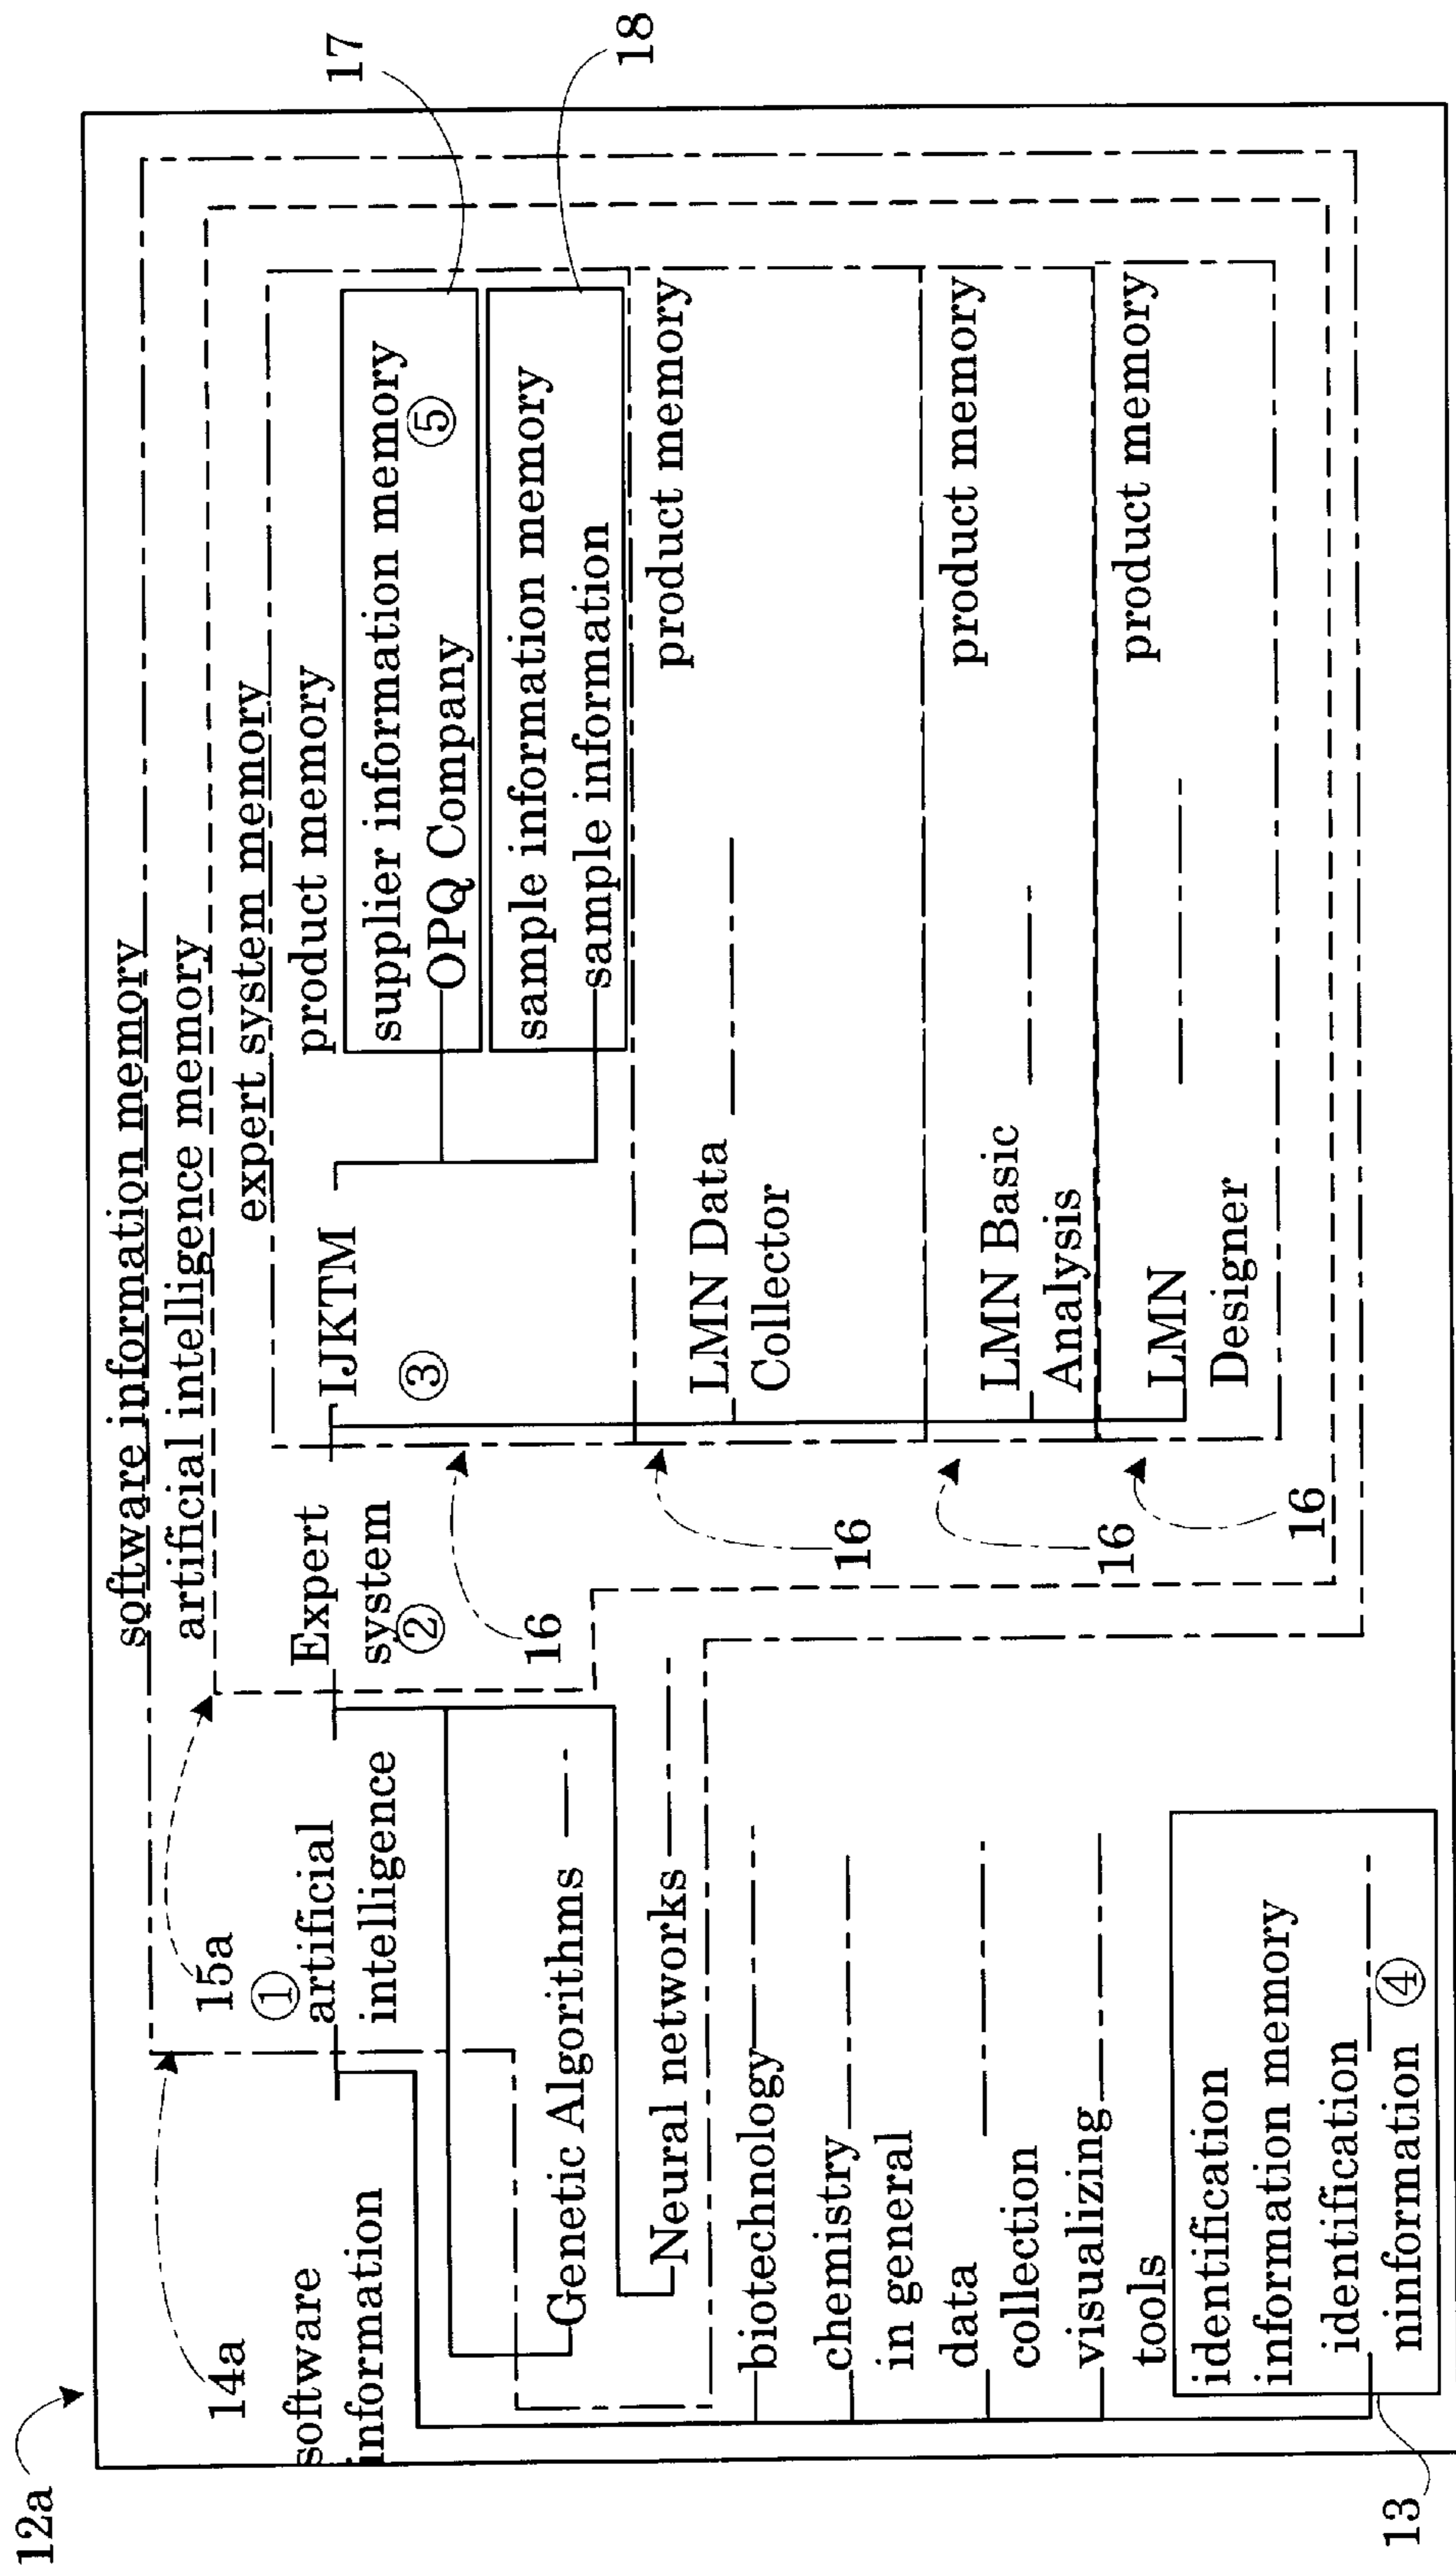 12a
14a
15a
17
18
software information memory
artificial intelligence memory
expert system memory
software
information
①
artificial
intelligence
Expert
system
②
IJKTM
③
product memory
supplier information memory
OPQ Company
⑤
sample information memory
sample information
16
Genetic Algorithms
Neural networks
16
LMN Data
Collector
product memory
biotechnology
chemistry
in general
data
collection
visualizing
tools
16
LMN Basic
Analysis
product memory
16
LMN
Designer
product memory
identification
information memory
identification
ninformation
④
13